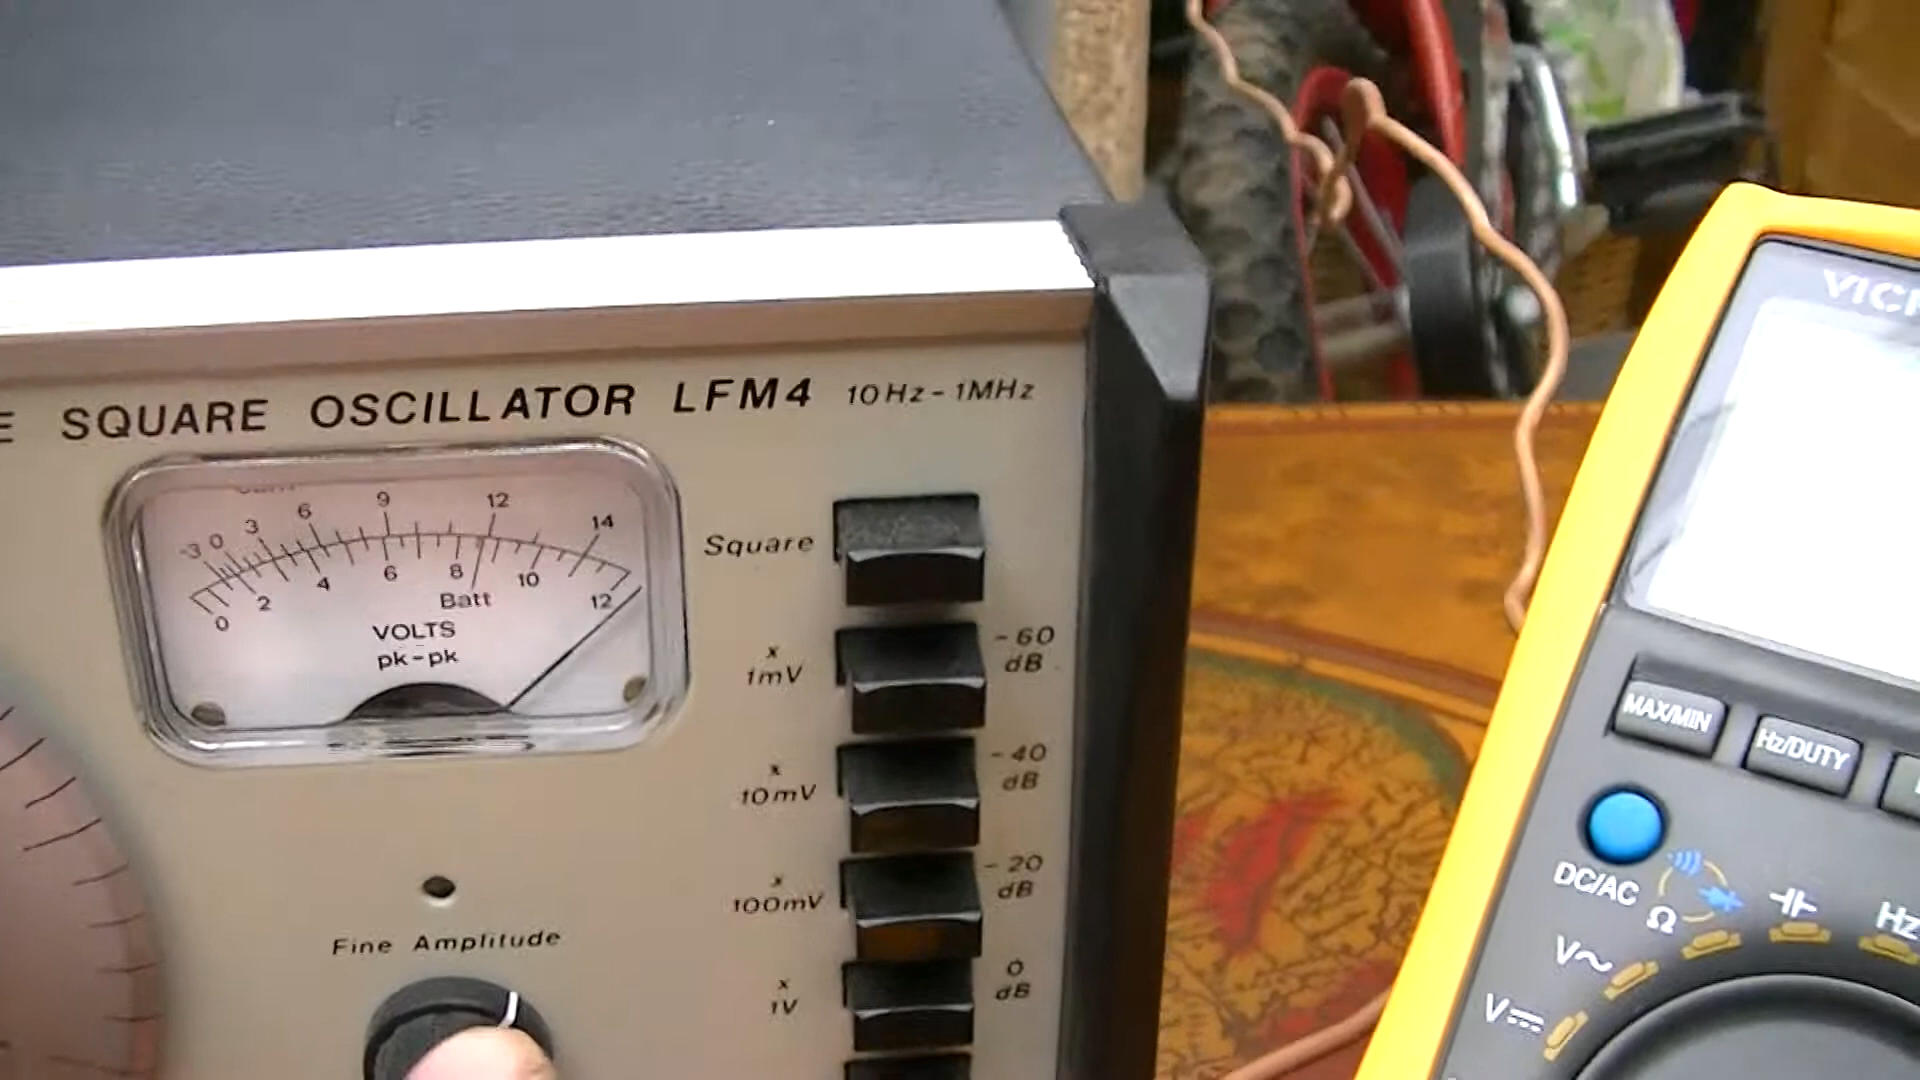 SQUARE OSCILLATOR LFM4 10Hz-1MHz
-3 0 3 6 9 12 14
0 2 4 6 8 10 12
Batt
VOLTS
pk-pk
Square
x
1mV
-60
dB
x
10mV
-40
dB
x
100mV
-20
dB
x
1V
0
dB
Fine Amplitude
MAX/MIN
Hz/DUTY
DC/AC
Ω
Hz
V~
V⎓